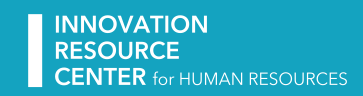 INNOVATION
RESOURCE
CENTER for HUMAN RESOURCES